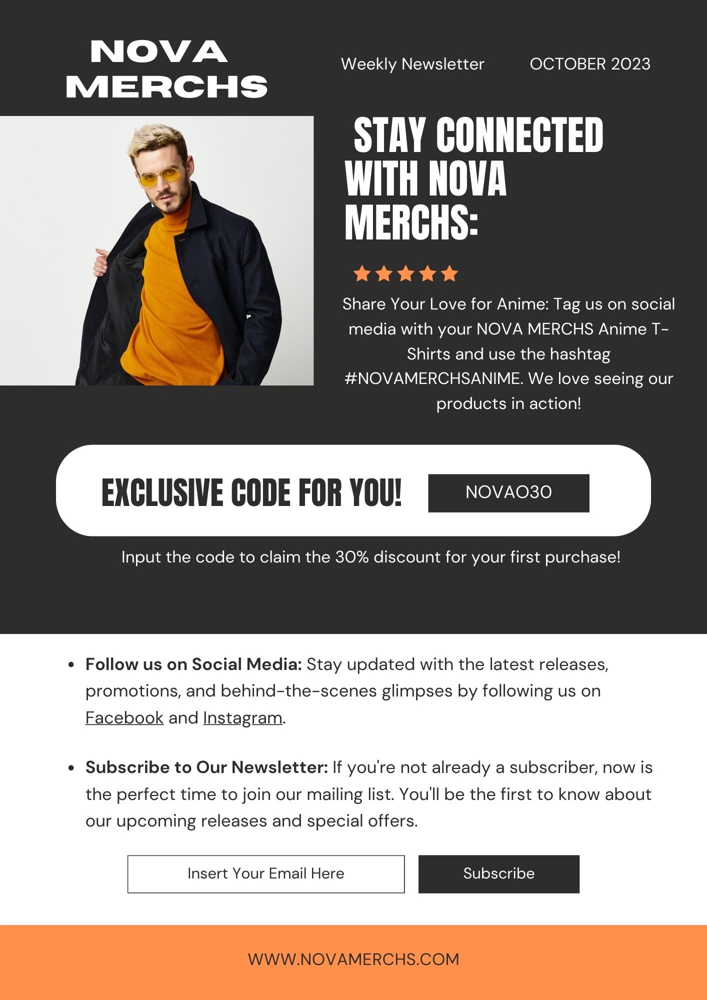 NOVA
MERCHS
Weekly Newsletter
OCTOBER 2023
STAY CONNECTED
WITH NOVA
MERCHS:
Share Your Love for Anime: Tag us on social
media with your NOVA MERCHS Anime T-
Shirts and use the hashtag
#NOVAMERCHSANIME. We love seeing our
products in action!
EXCLUSIVE CODE FOR YOU!
NOVAO30
Input the code to claim the 30% discount for your first purchase!
• Follow us on Social Media: Stay updated with the latest releases,
promotions, and behind-the-scenes glimpses by following us on
Facebook and Instagram.
• Subscribe to Our Newsletter: If you're not already a subscriber, now is
the perfect time to join our mailing list. You'll be the first to know about
our upcoming releases and special offers.
Insert Your Email Here
Subscribe
WWW.NOVAMERCHS.COM